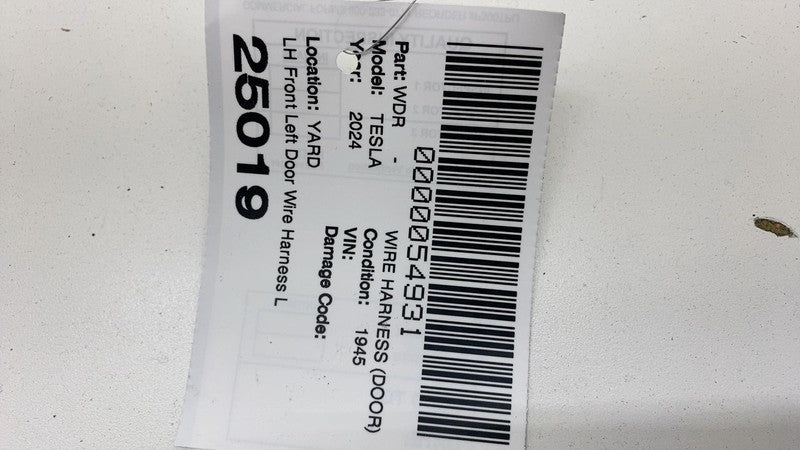 0000054931
Part: WDR - WIRE HARNESS (DOOR)
Model: TESLA Condition: 1945
Year: 2024 VIN:
Damage Code:
Location: YARD
LH Front Left Door Wire Harness L
25019